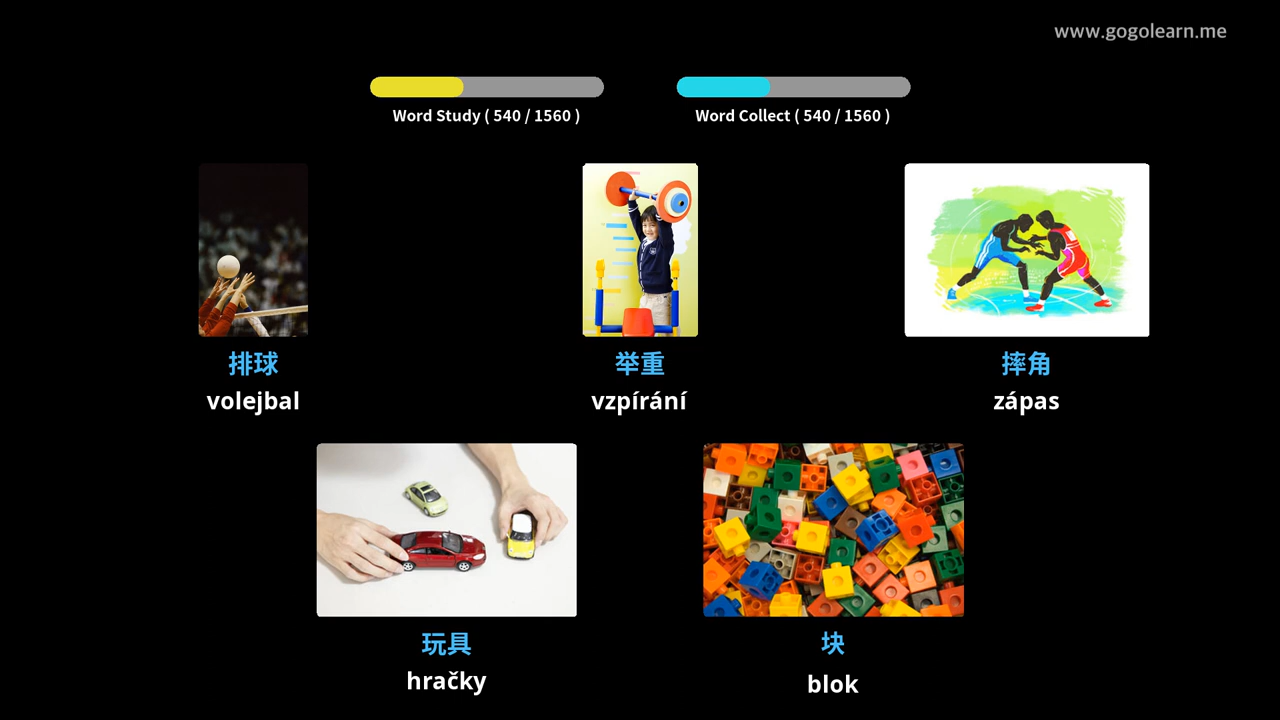 www.gogolearn.me
Word Study ( 540 / 1560 )
Word Collect ( 540 / 1560 )
排球
举重
摔角
volejbal
vzpírání
zápas
玩具
块
hračky
blok